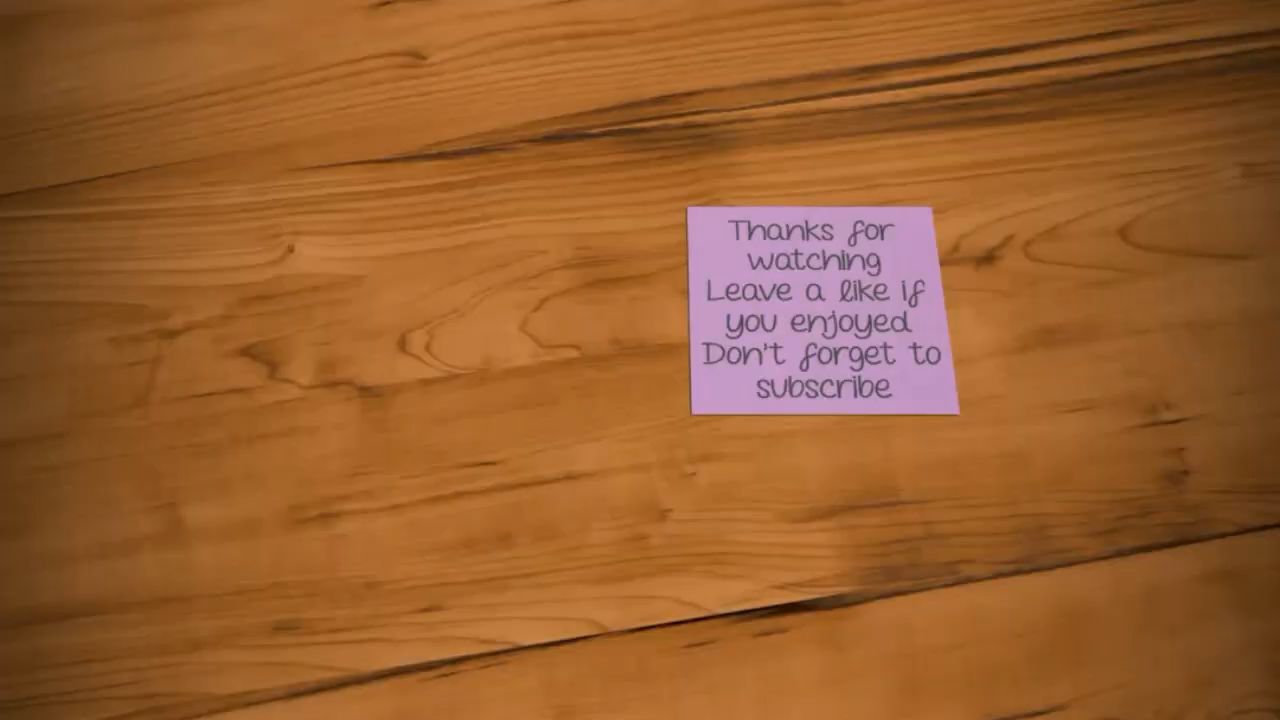 Thanks for
watching
Leave a like if
you enjoyed
Don't forget to
subscribe